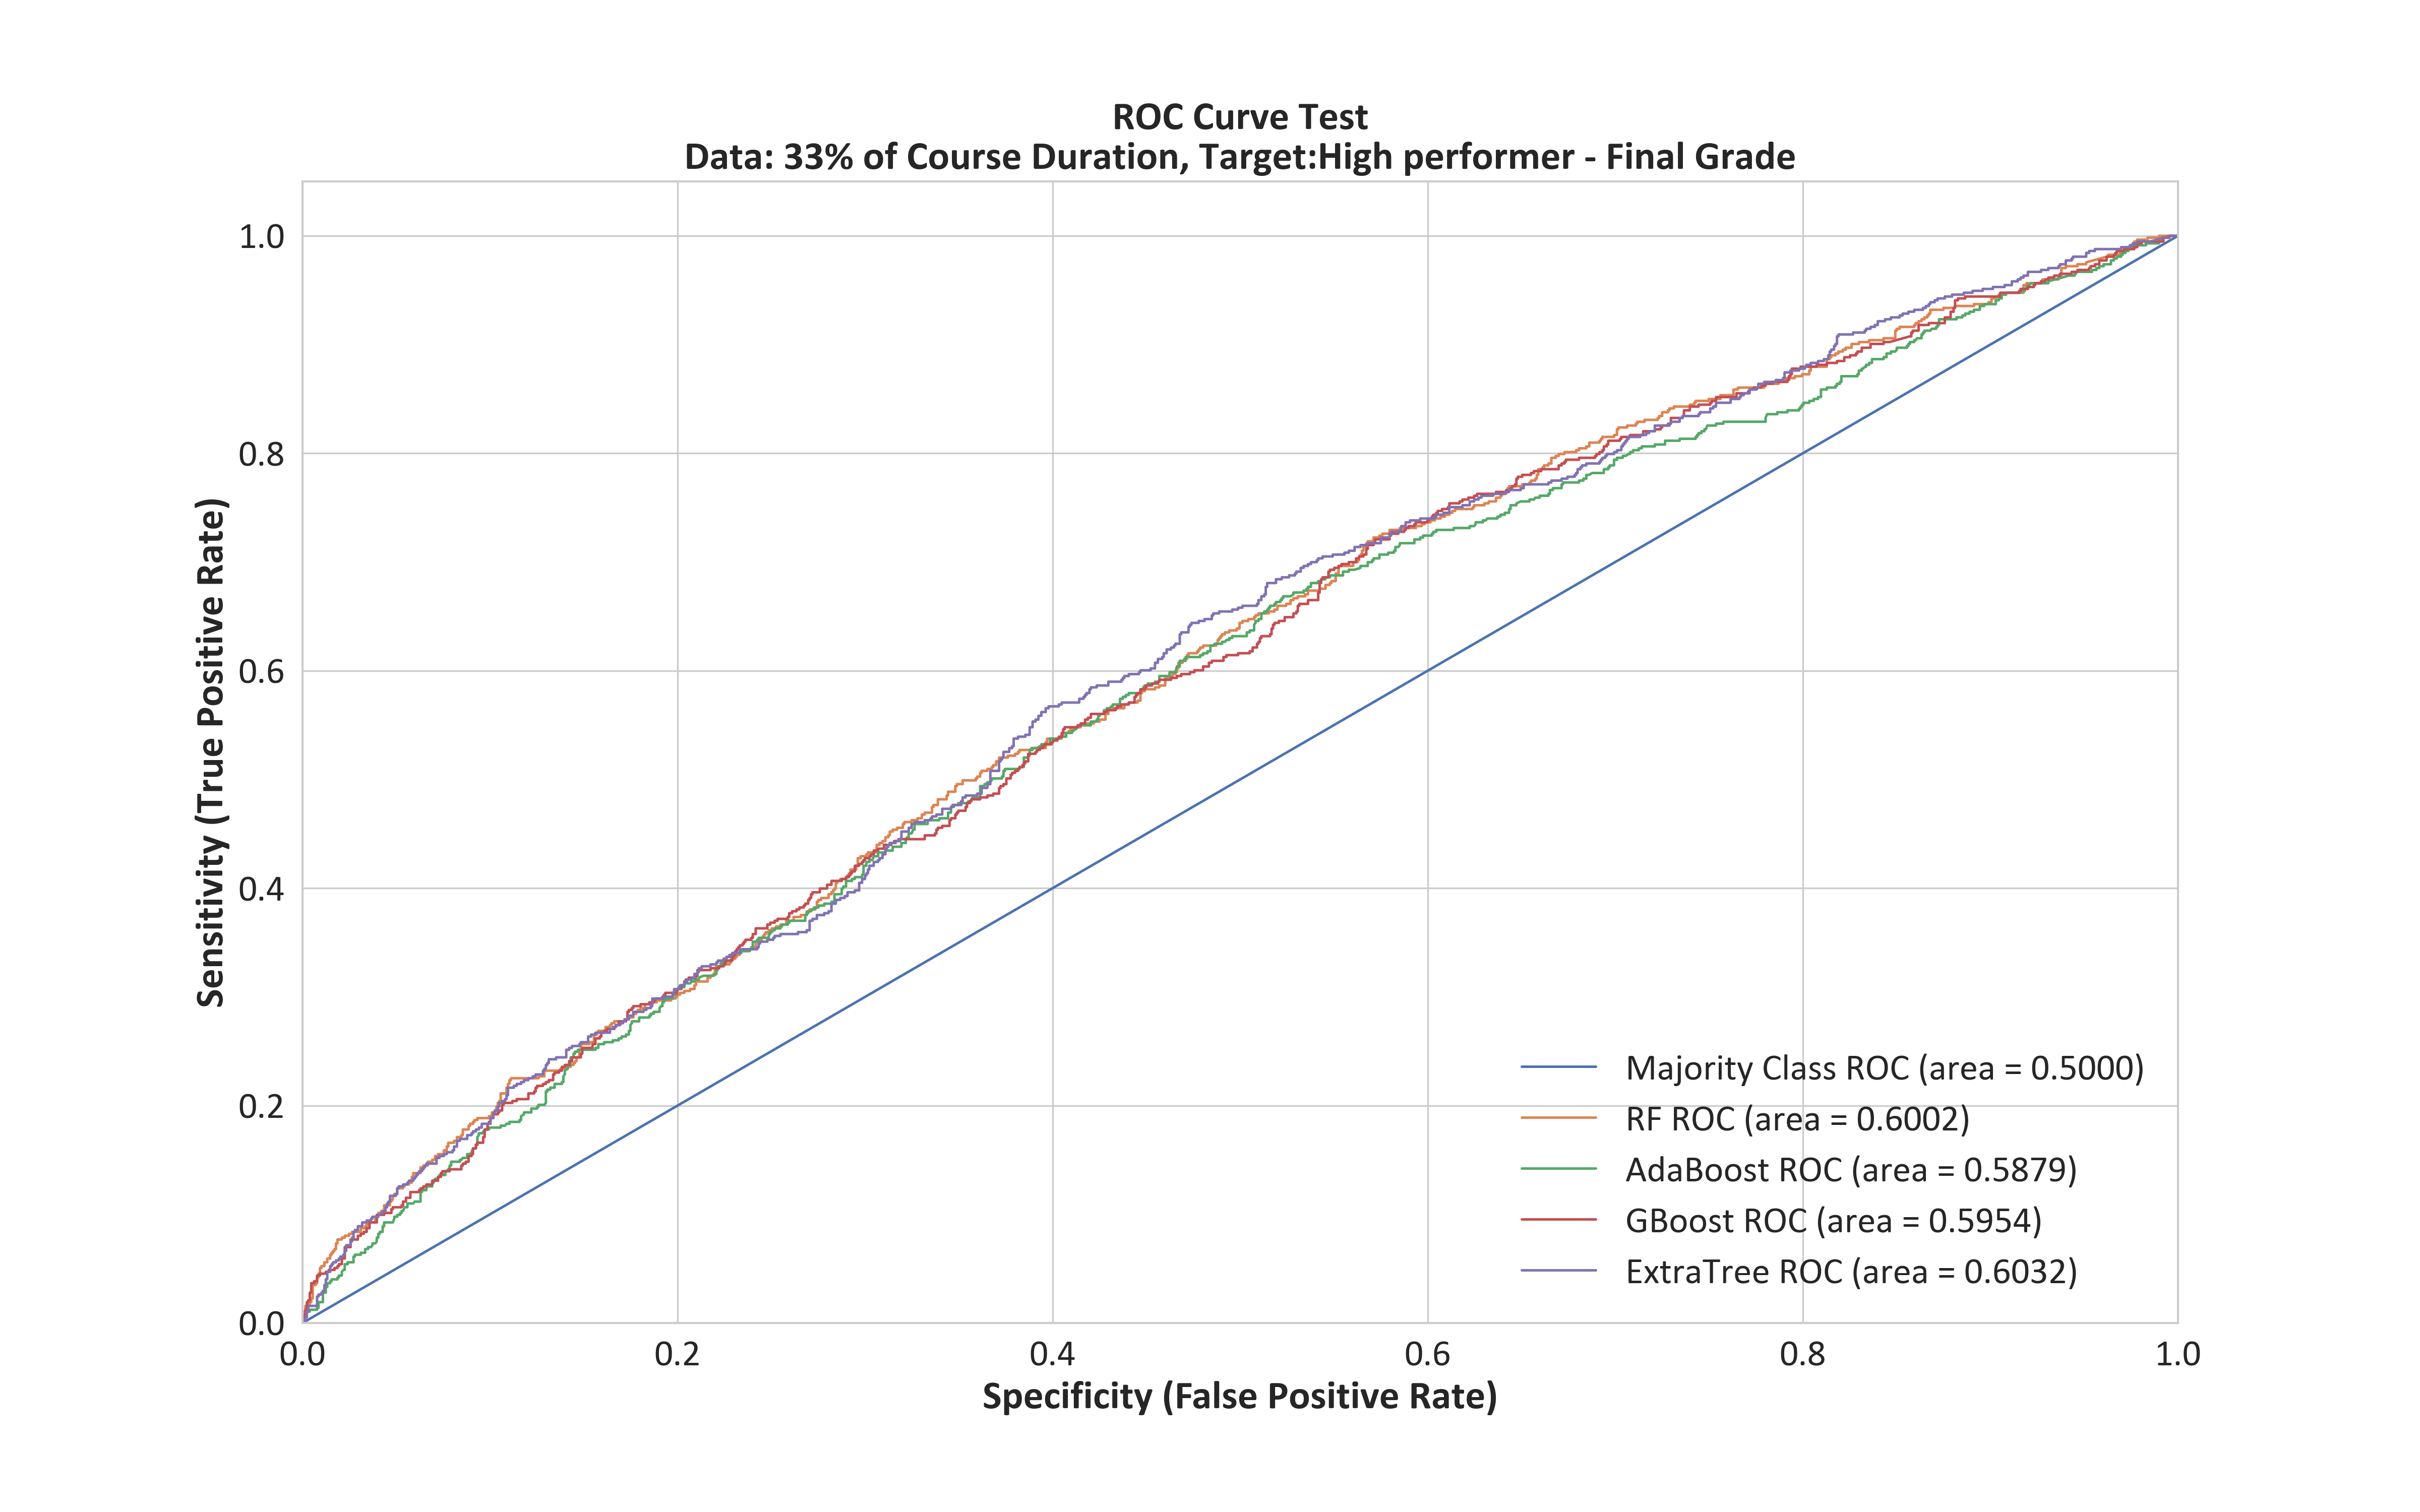 ROC Curve Test
Data: 33% of Course Duration, Target:High performer - Final Grade
Sensitivity (True Positive Rate)
1.0
0.8
0.6
0.4
0.2
0.0
Majority Class ROC (area = 0.5000)
RF ROC (area = 0.6002)
AdaBoost ROC (area = 0.5879)
GBoost ROC (area = 0.5954)
ExtraTree ROC (area = 0.6032)
0.0 0.2 0.4 0.6 0.8 1.0
Specificity (False Positive Rate)